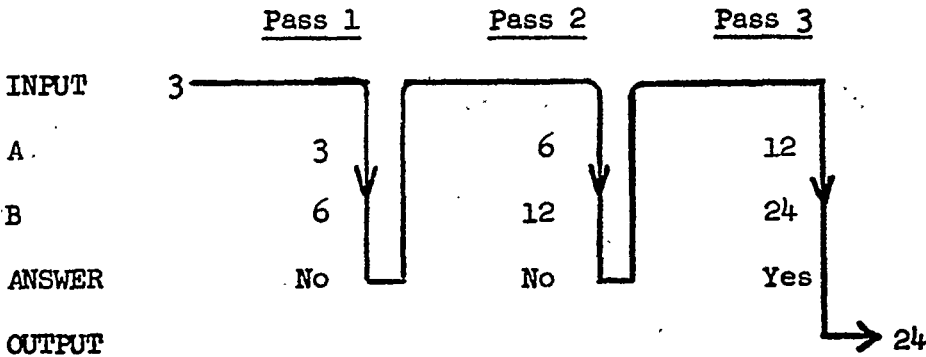 Pass 1 Pass 2 Pass 3
INPUT 3
A. 3 6 12
B 6 12 24
ANSWER No No Yes
OUTPUT 24